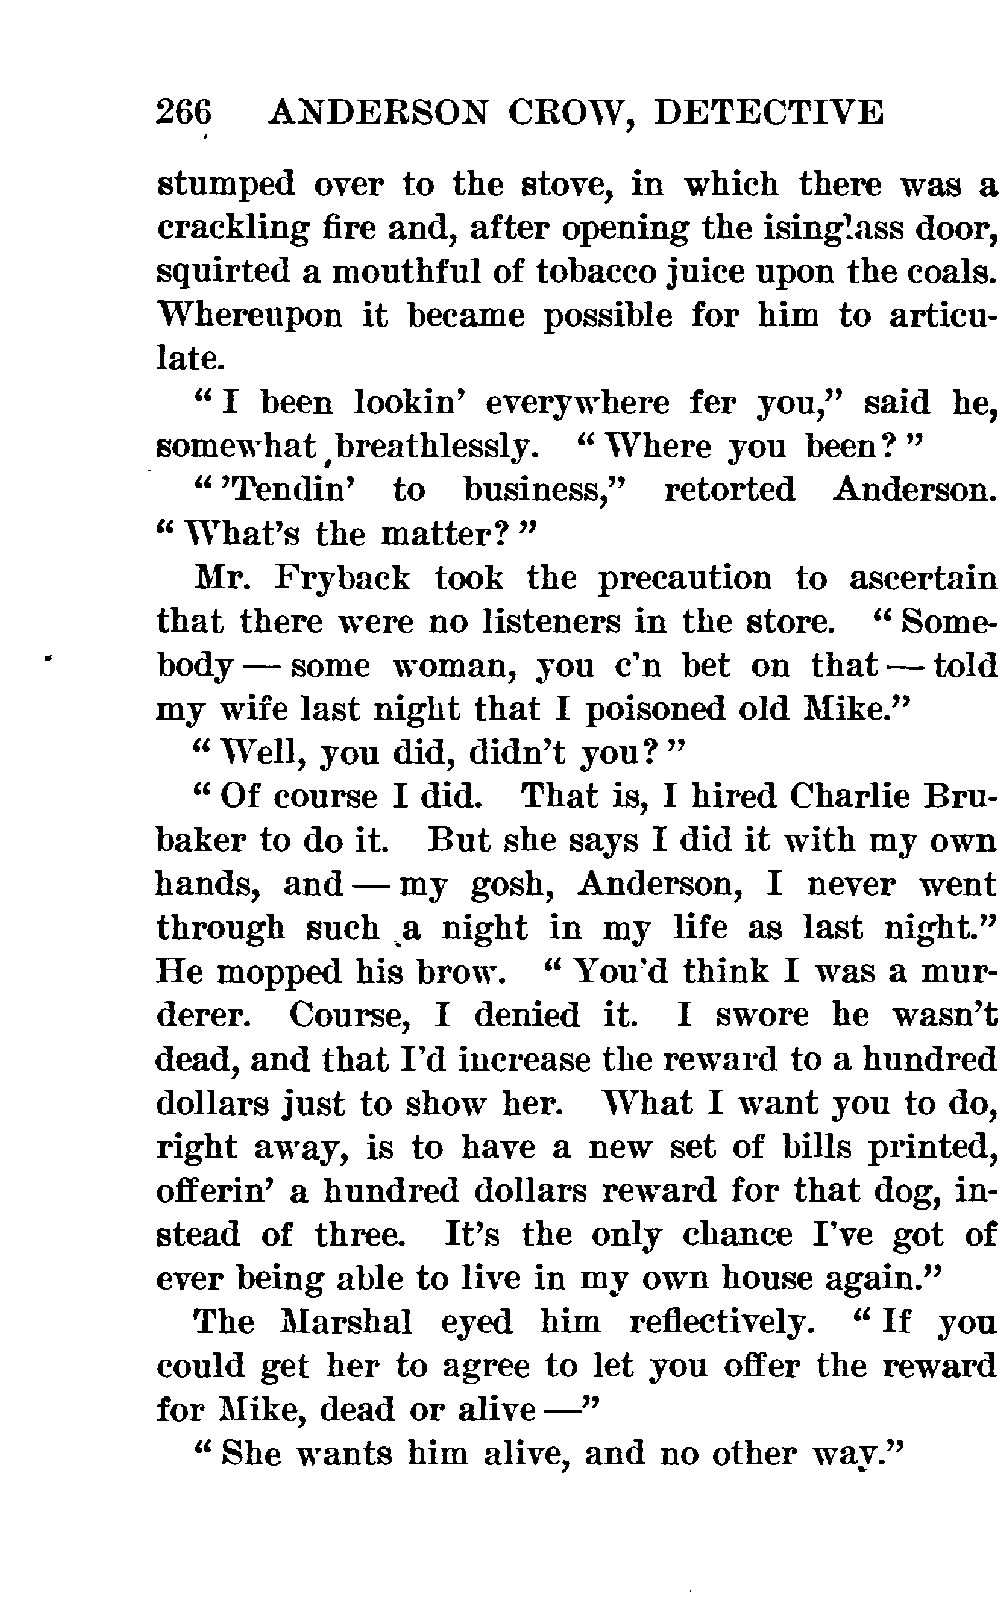 266 ANDERSON CROW, DETECTIVE
stumped over to the stove, in which there was a
crackling fire and, after opening the isinglass door,
squirted a mouthful of tobacco juice upon the coals.
Whereupon it became possible for him to articu-
late.
“ I been lookin’ everywhere fer you,” said he,
somewhat breathlessly. “ Where you been? ”
“ ’Tendin’ to business,” retorted Anderson.
“ What’s the matter? ”
Mr. Fryback took the precaution to ascertain
that there were no listeners in the store. “ Some-
body — some woman, you c’n bet on that — told
my wife last night that I poisoned old Mike.”
“ Well, you did, didn’t you? ”
“ Of course I did. That is, I hired Charlie Bru-
baker to do it. But she says I did it with my own
hands, and — my gosh, Anderson, I never went
through such a night in my life as last night.”
He mopped his brow. “ You’d think I was a mur-
derer. Course, I denied it. I swore he wasn’t
dead, and that I’d increase the reward to a hundred
dollars just to show her. What I want you to do,
right away, is to have a new set of bills printed,
offerin’ a hundred dollars reward for that dog, in-
stead of three. It’s the only chance I’ve got of
ever being able to live in my own house again.”
The Marshal eyed him reflectively. “ If you
could get her to agree to let you offer the reward
for Mike, dead or alive —”
“ She wants him alive, and no other way.”